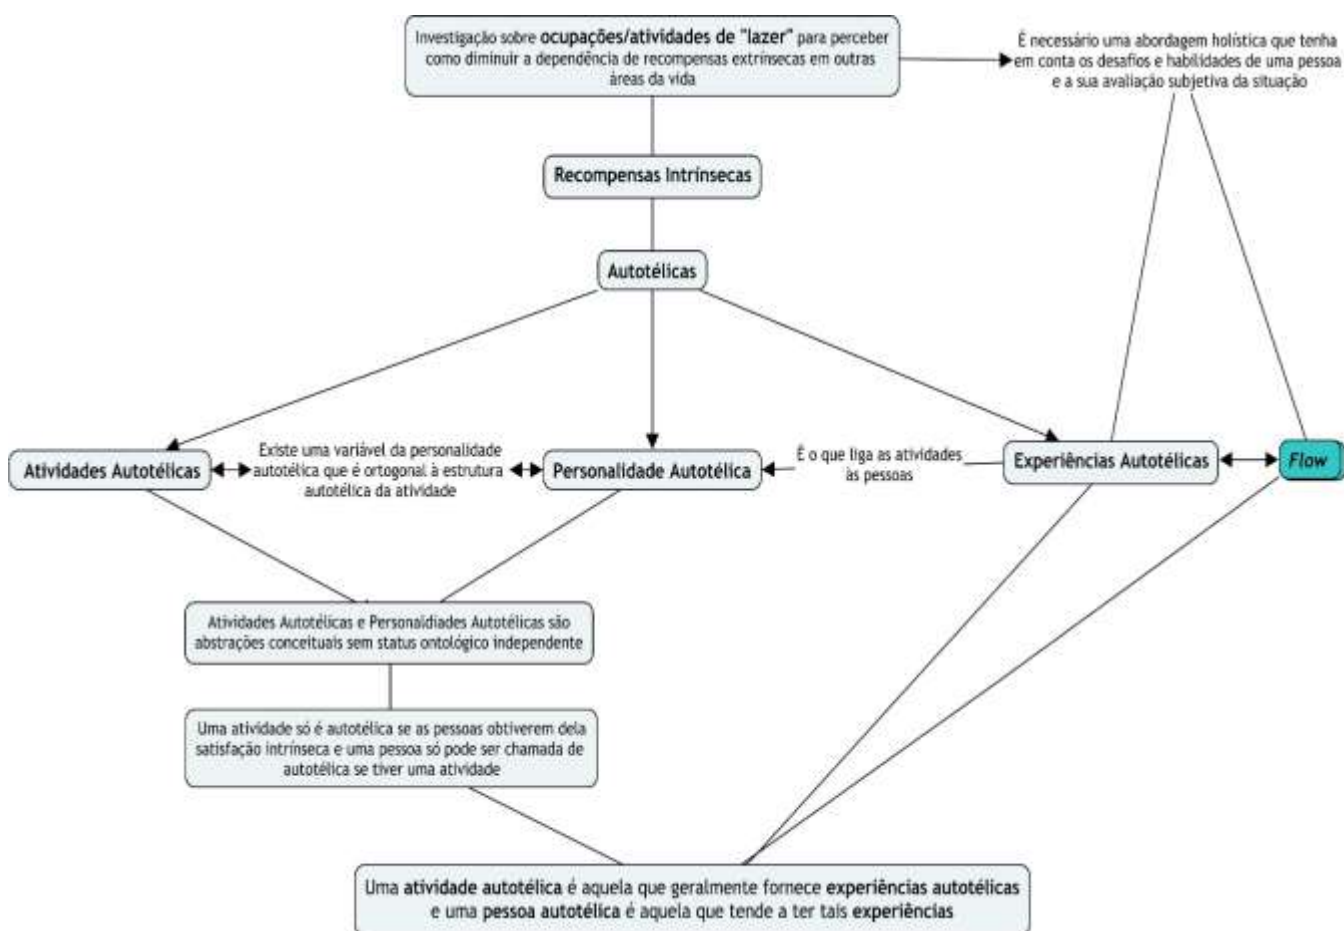 Investigação sobre ocupações/atividades de "lazer" para perceber
como diminuir a dependência de recompensas extrínsecas em outras
áreas da vida
É necessário uma abordagem holística que tenha
em conta os desafios e habilidades de uma pessoa
e a sua avaliação subjetiva da situação
Recompensas Intrínsecas
Autotélicas
Atividades Autotélicas
Existe uma variável da personalidade
autotélica que é ortogonal à estrutura
autotélica da atividade
Personalidade Autotélica
É o que liga as atividades
às pessoas
Experiências Autotélicas
Flow
Atividades Autotélicas e Personaldiades Autotélicas são
abstrações conceituais sem status ontológico independente
Uma atividade só é autotélica se as pessoas obtiverem dela
satisfação intrínseca e uma pessoa só pode ser chamada de
autotélica se tiver uma atividade
Uma atividade autotélica é aquela que geralmente fornece experiências autotélicas
e uma pessoa autotélica é aquela que tende a ter tais experiências